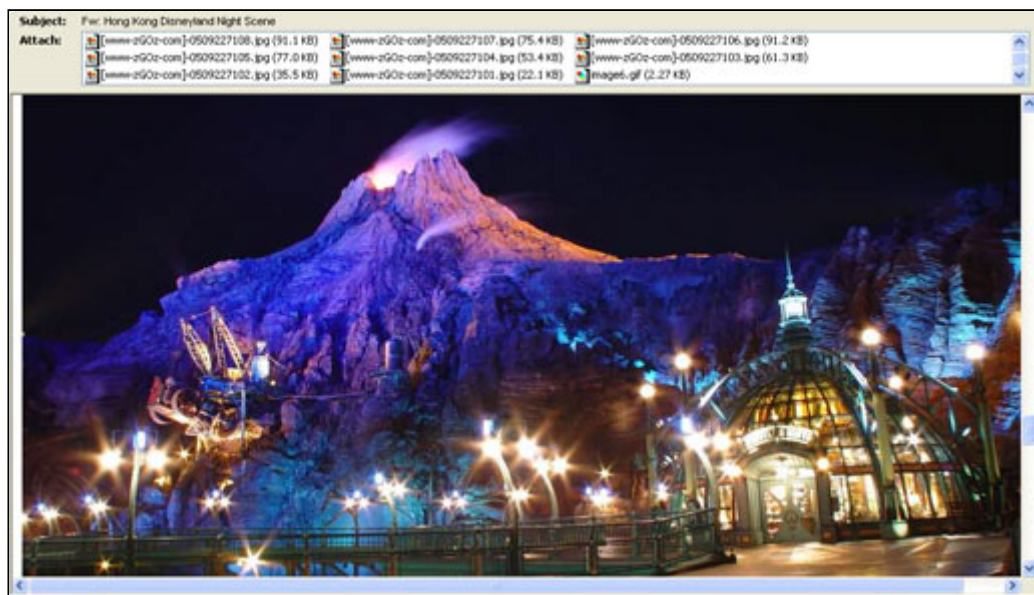 Subject: Fw: Hong Kong Disneyland Night Scene
Attach: [www-zGOz-com]-0509227108.jpg (91.1 KB) [www-zGOz-com]-0509227107.jpg (75.4 KB) [www-zGOz-com]-0509227106.jpg (91.2 KB)
[www-zGOz-com]-0509227105.jpg (77.0 KB) [www-zGOz-com]-0509227104.jpg (53.4 KB) [www-zGOz-com]-0509227103.jpg (61.3 KB)
[www-zGOz-com]-0509227102.jpg (35.5 KB) [www-zGOz-com]-0509227101.jpg (22.1 KB) image6.gif (2.27 KB)